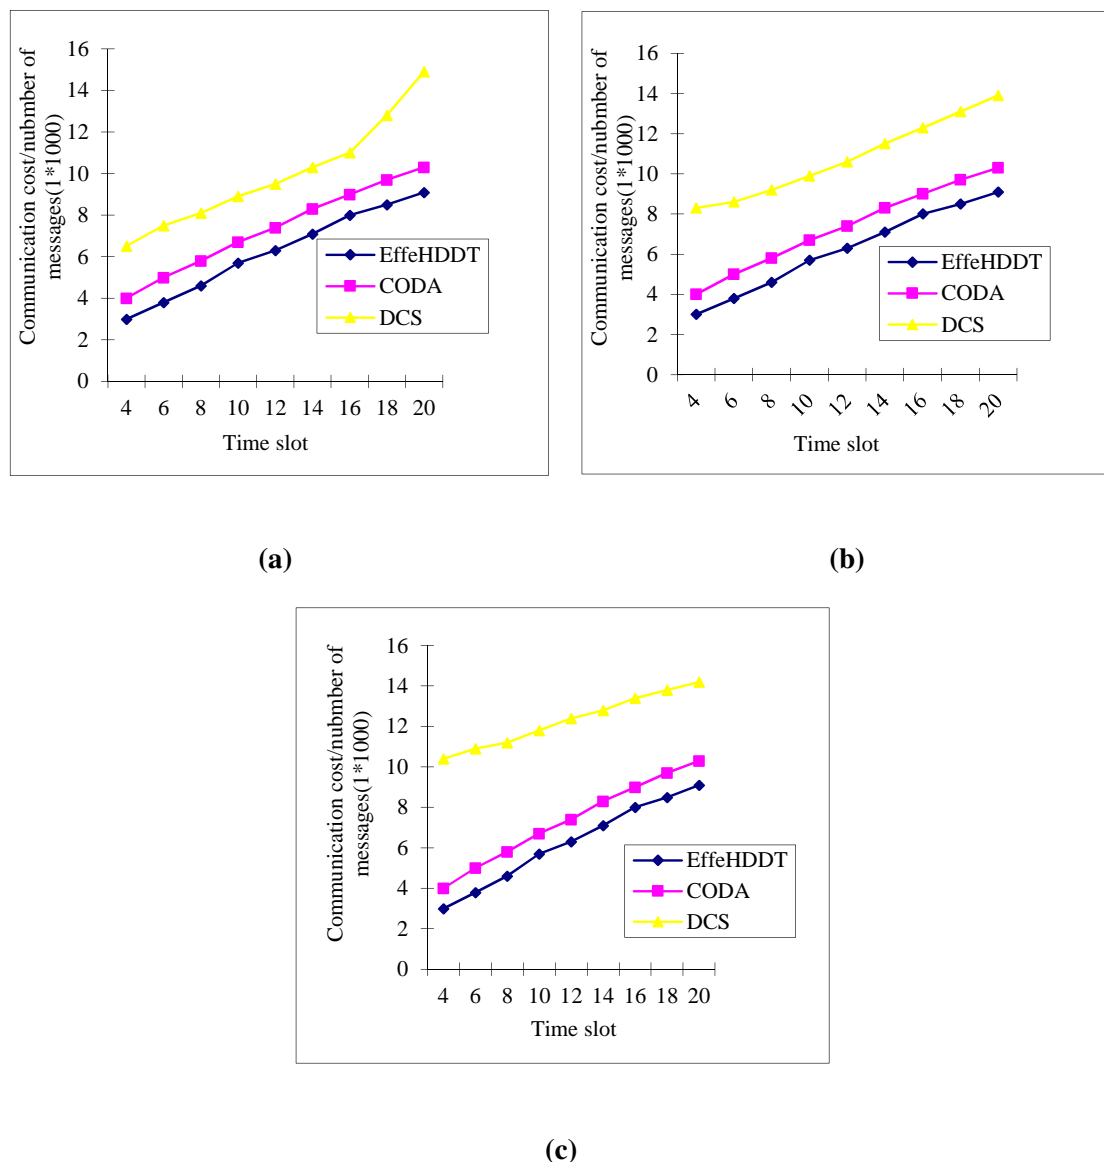 Communication cost/nubmber of
messages(1*1000)
16
14
12
10
8
6
4
2
0
4 6 8 10 12 14 16 18 20
Time slot
EffeHDDT
CODA
DCS
(a)
Communication cost/nubmber of
messages(1*1000)
16
14
12
10
8
6
4
2
0
4 6 8 10 12 14 16 18 20
Time slot
EffeHDDT
CODA
DCS
(b)
Communication cost/nubmber of
messages(1*1000)
16
14
12
10
8
6
4
2
0
4 6 8 10 12 14 16 18 20
Time slot
EffeHDDT
CODA
DCS
(c)